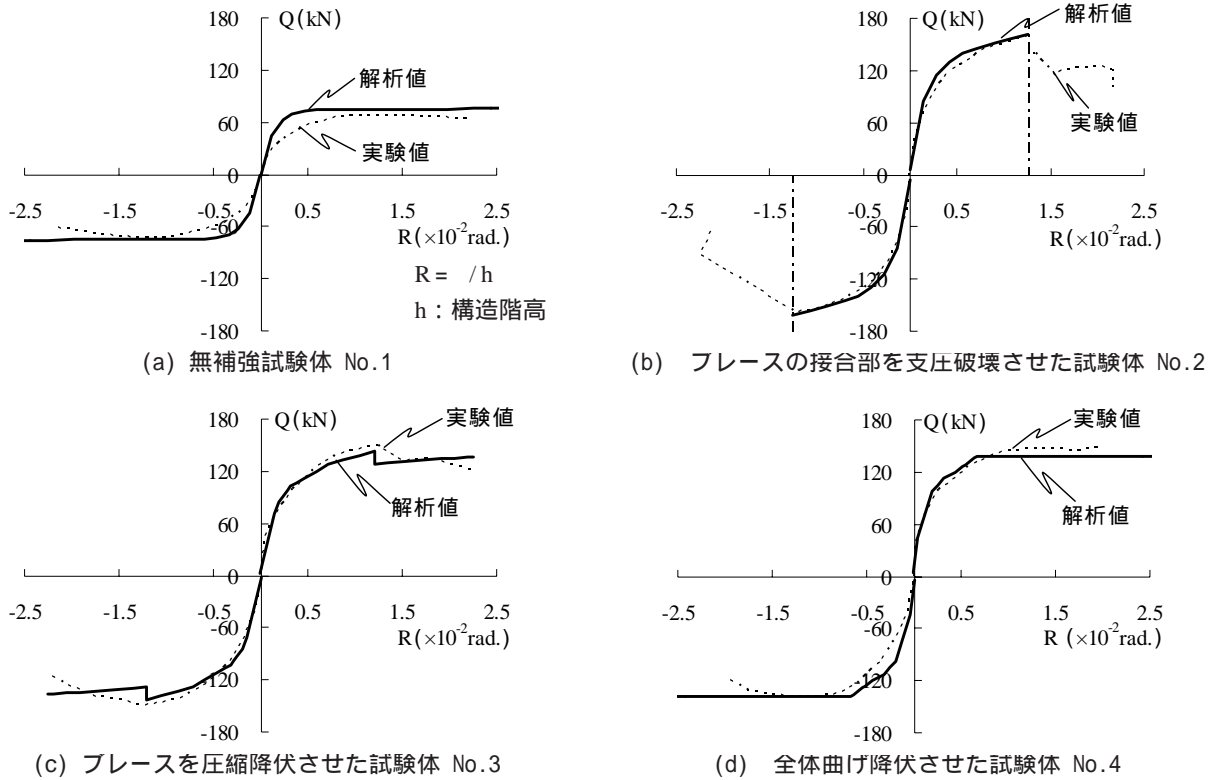 180
Q(kN)
120
60
0
-60
-120
-180
-2.5
-1.5
-0.5
0.5
1.5
2.5
解析値
実験値
R(×10⁻²rad.)
R = /h
h：構造階高
(a) 無補強試験体 No.1
180
Q(kN)
120
60
0
-60
-120
-180
-2.5
-1.5
-0.5
0.5
1.5
2.5
解析値
実験値
R(×10⁻²rad.)
(b) ブレースの接合部を支圧破壊させた試験体 No.2
180
Q(kN)
120
60
0
-60
-120
-180
-2.5
-1.5
-0.5
0.5
1.5
2.5
実験値
解析値
R(×10⁻²rad.)
(c) ブレースを圧縮降伏させた試験体 No.3
180
Q(kN)
120
60
0
-60
-120
-180
-2.5
-1.5
-0.5
0.5
1.5
2.5
実験値
解析値
R (×10⁻²rad.)
(d) 全体曲げ降伏させた試験体 No.4